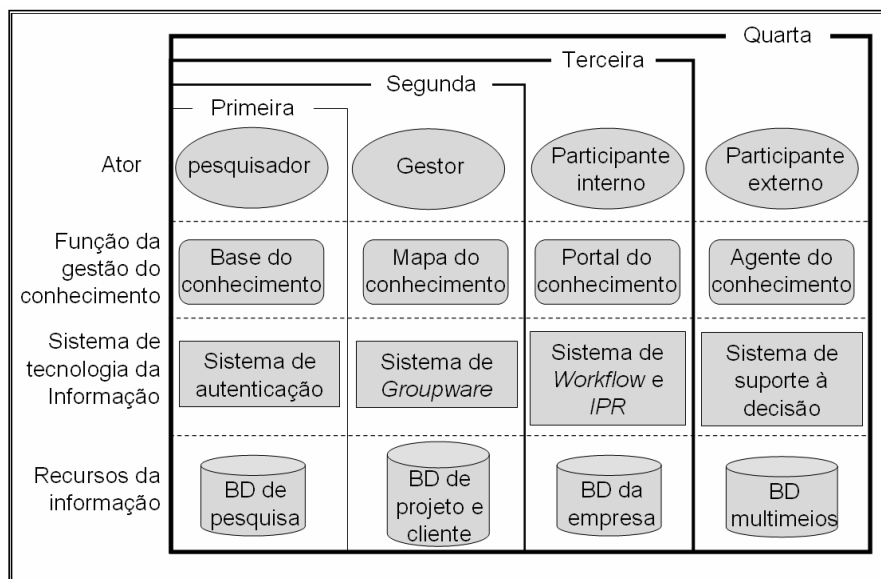 Quarta
Terceira
Segunda
Primeira
Ator
pesquisador
Gestor
Participante
interno
Participante
externo
Função da
gestão do
conhecimento
Base do
conhecimento
Mapa do
conhecimento
Portal do
conhecimento
Agente do
conhecimento
Sistema de
tecnologia da
Informação
Sistema de
autenticação
Sistema de
Groupware
Sistema de
Workflow e
IPR
Sistema de
suporte à
decisão
Recursos da
informação
BD de
pesquisa
BD de
projeto e
cliente
BD da
empresa
BD
multimeios